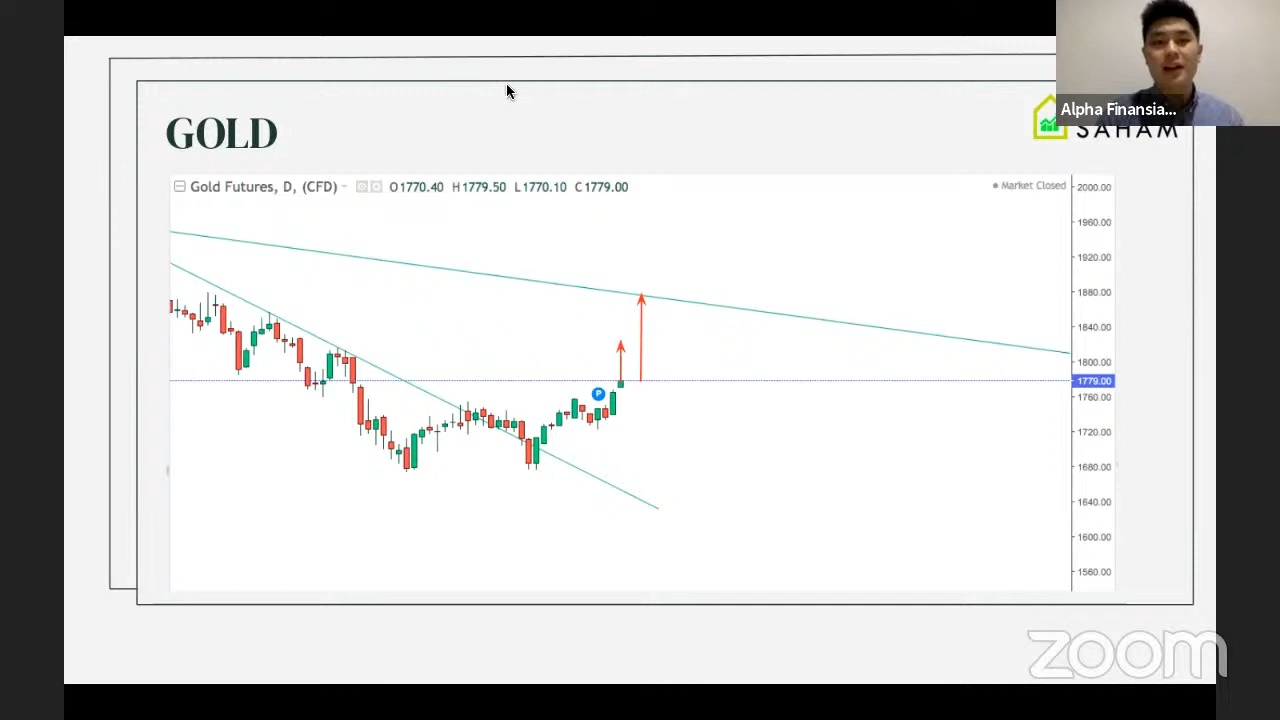 Alpha Finansia...
GOLD
SAHAM
Gold Futures, D, (CFD)
O1770.40 H1779.50 L1770.10 C1779.00
Market Closed
2000.00
1960.00
1920.00
1880.00
1840.00
1800.00
1779.00
1760.00
1720.00
1680.00
1640.00
1600.00
1560.00
P
zoom